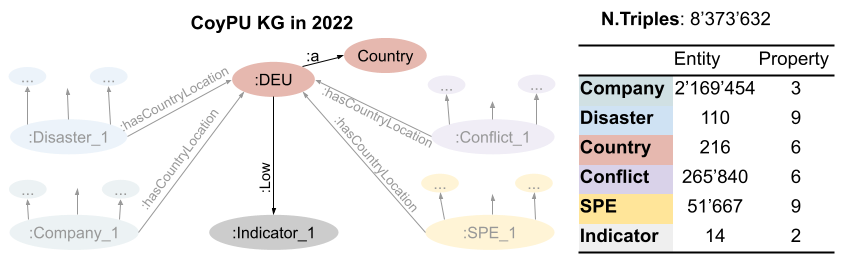 CoyPU KG in 2022
:a
Country
:DEU
...
...
...
...
:hasCountryLocation
:hasCountryLocation
:Disaster_1
:Conflict_1
:hasCountryLocation
:hasCountryLocation
:Low
...
...
...
...
:Company_1
:Indicator_1
:SPE_1
N.Triples: 8'373'632
Entity Property
Company 2'169'454 3
Disaster 110 9
Country 216 6
Conflict 265'840 6
SPE 51'667 9
Indicator 14 2